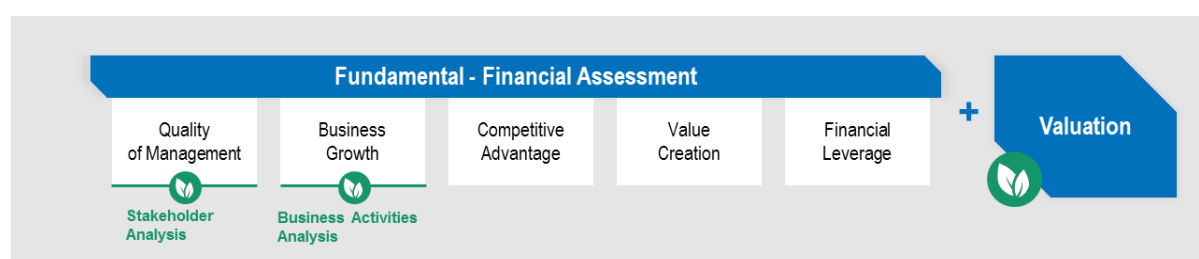 Fundamental - Financial Assessment
Quality
of Management
Business
Growth
Competitive
Advantage
Value
Creation
Financial
Leverage
+
Valuation
Stakeholder
Analysis
Business Activities
Analysis